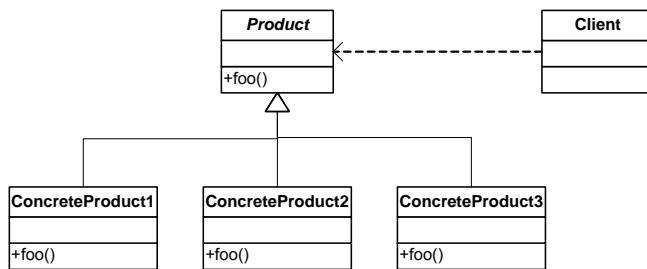 Product
Client
+foo()
ConcreteProduct1
ConcreteProduct2
ConcreteProduct3
+foo()
+foo()
+foo()